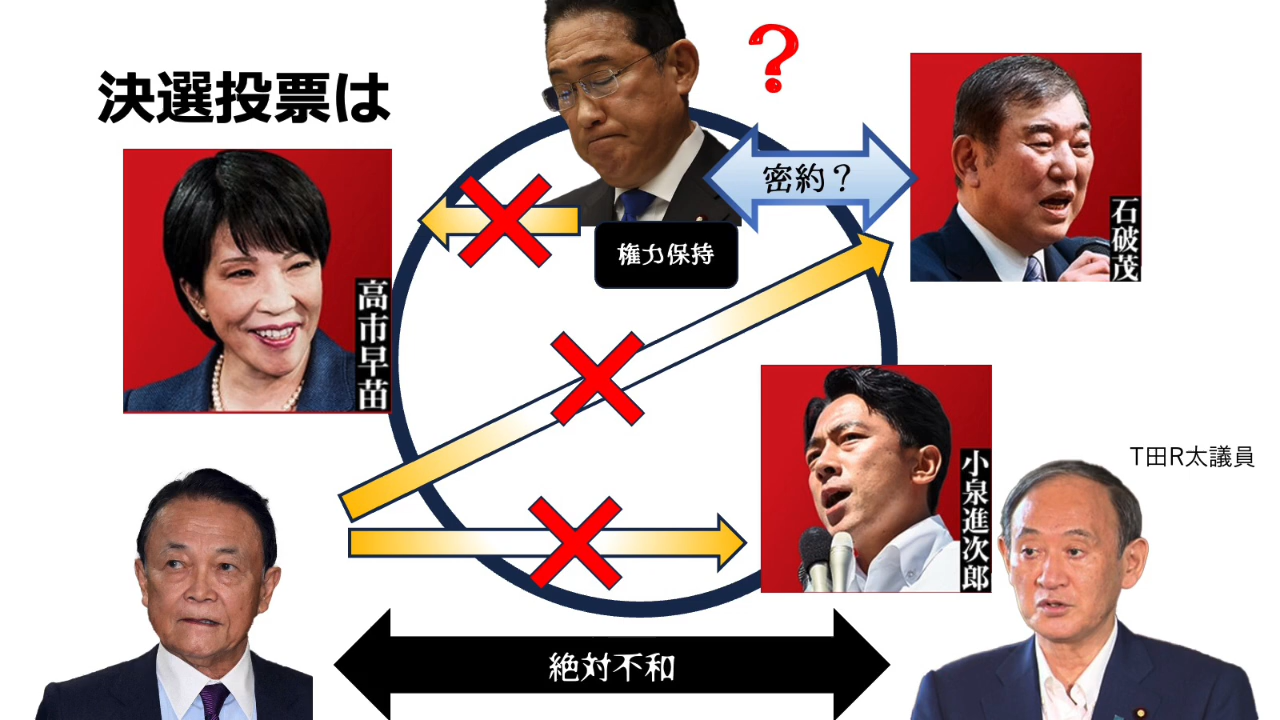 決選投票は
?
密約？
石破茂
権力保持
高市早苗
小泉進次郎
T田R太議員
絶対不和